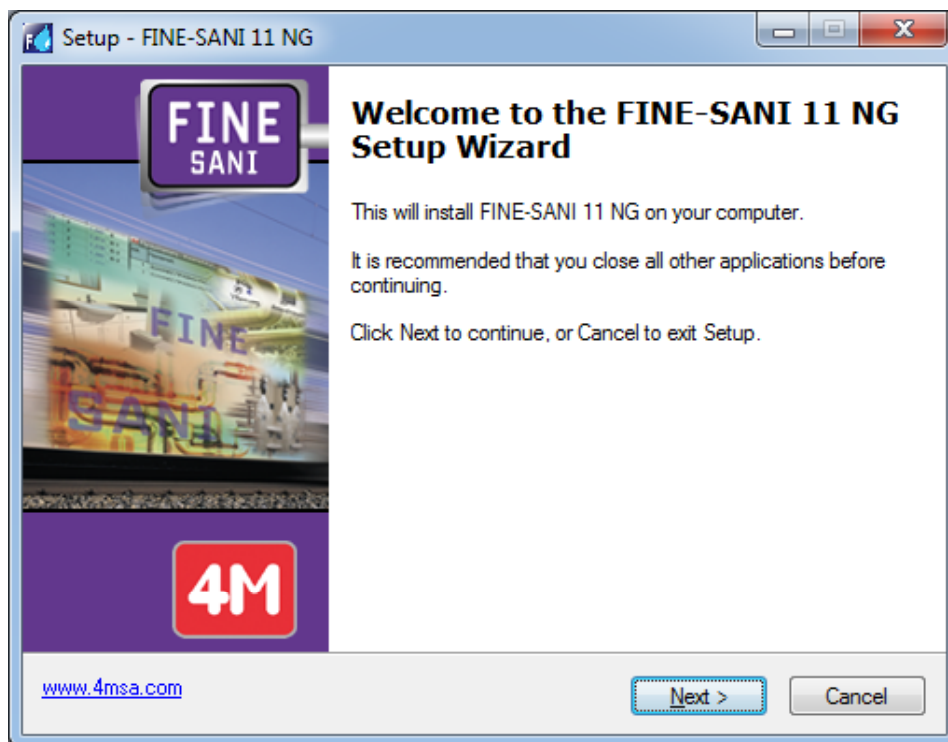 Setup - FINE-SANI 11 NG
FINE
SANI
Welcome to the FINE-SANI 11 NG
Setup Wizard
This will install FINE-SANI 11 NG on your computer.
It is recommended that you close all other applications before
continuing.
Click Next to continue, or Cancel to exit Setup.
FINE
SANI
4M
www.4msa.com
Next >
Cancel